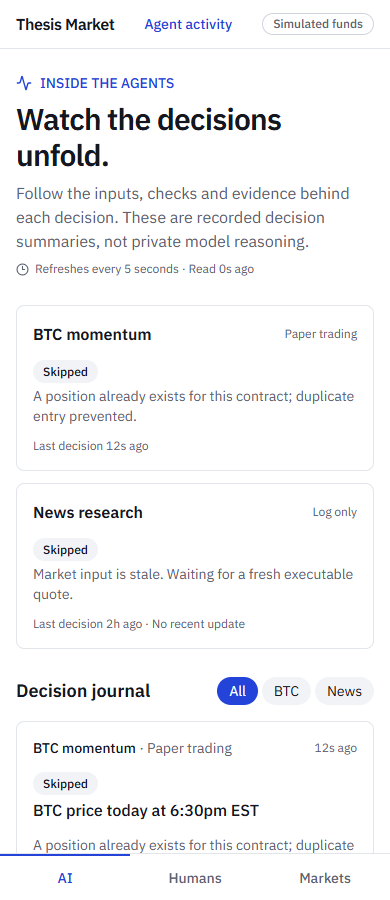 Thesis Market Agent activity Simulated funds
INSIDE THE AGENTS
Watch the decisions
unfold.
Follow the inputs, checks and evidence behind
each decision. These are recorded decision
summaries, not private model reasoning.
Refreshes every 5 seconds · Read 0s ago
BTC momentum Paper trading
Skipped
A position already exists for this contract; duplicate
entry prevented.
Last decision 12s ago
News research Log only
Skipped
Market input is stale. Waiting for a fresh executable
quote.
Last decision 2h ago · No recent update
Decision journal All BTC News
BTC momentum · Paper trading 12s ago
Skipped
BTC price today at 6:30pm EST
A position already exists for this contract; duplicate
AI Humans Markets